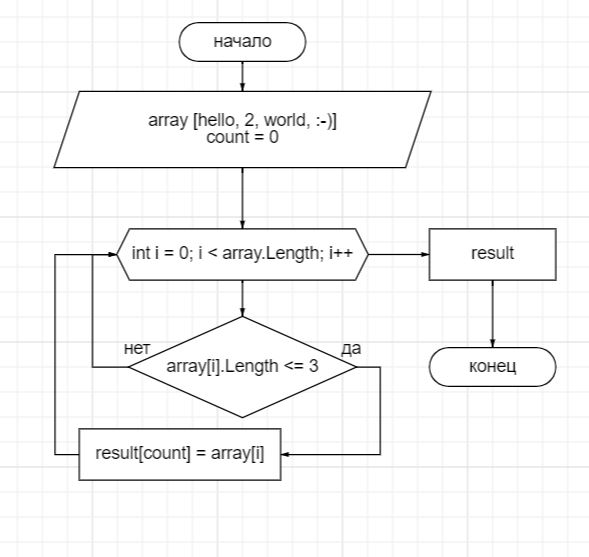 начало
array [hello, 2, world, :-)]
count = 0
int i = 0; i < array.Length; i++
result
нет
да
array[i].Length <= 3
конец
result[count] = array[i]